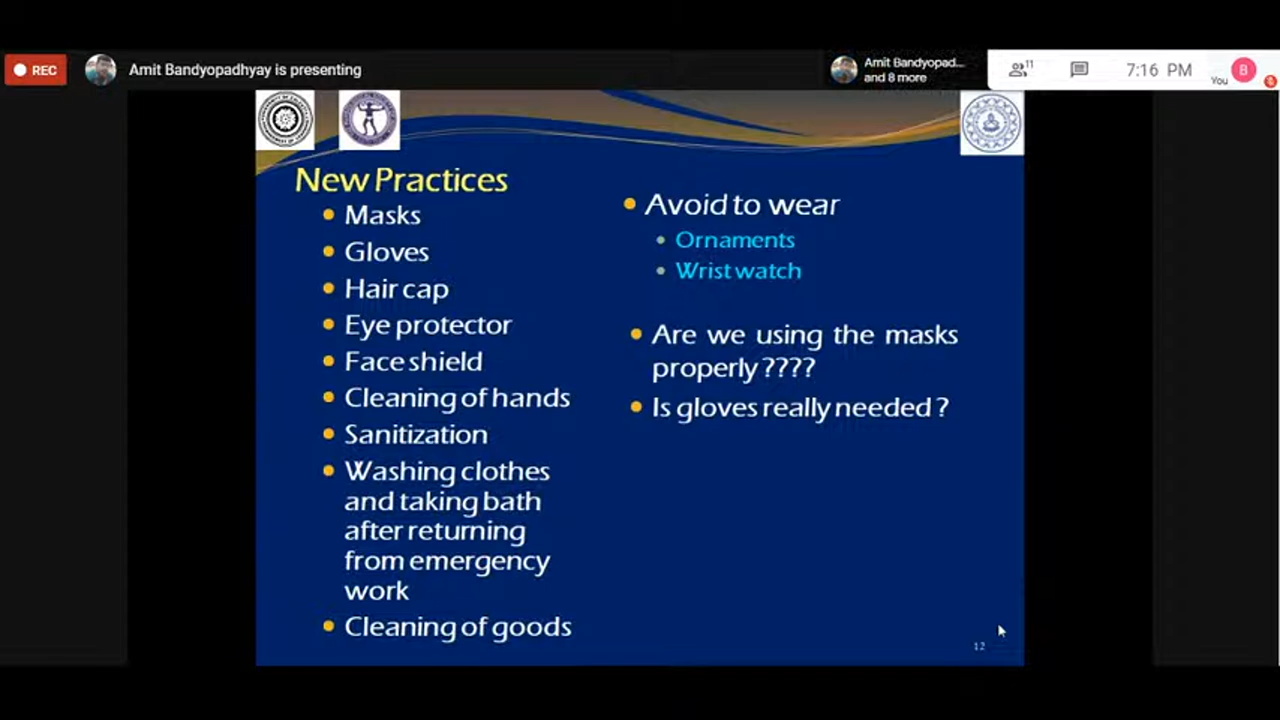 REC
Amit Bandyopadhyay is presenting
Amit Bandyopad...
and 8 more
11
7:16 PM
You
B
New Practices
Masks
Gloves
Hair cap
Eye protector
Face shield
Cleaning of hands
Sanitization
Washing clothes
and taking bath
after returning
from emergency
work
Cleaning of goods
Avoid to wear
Ornaments
Wrist watch
Are we using the masks
properly ????
Is gloves really needed ?
12